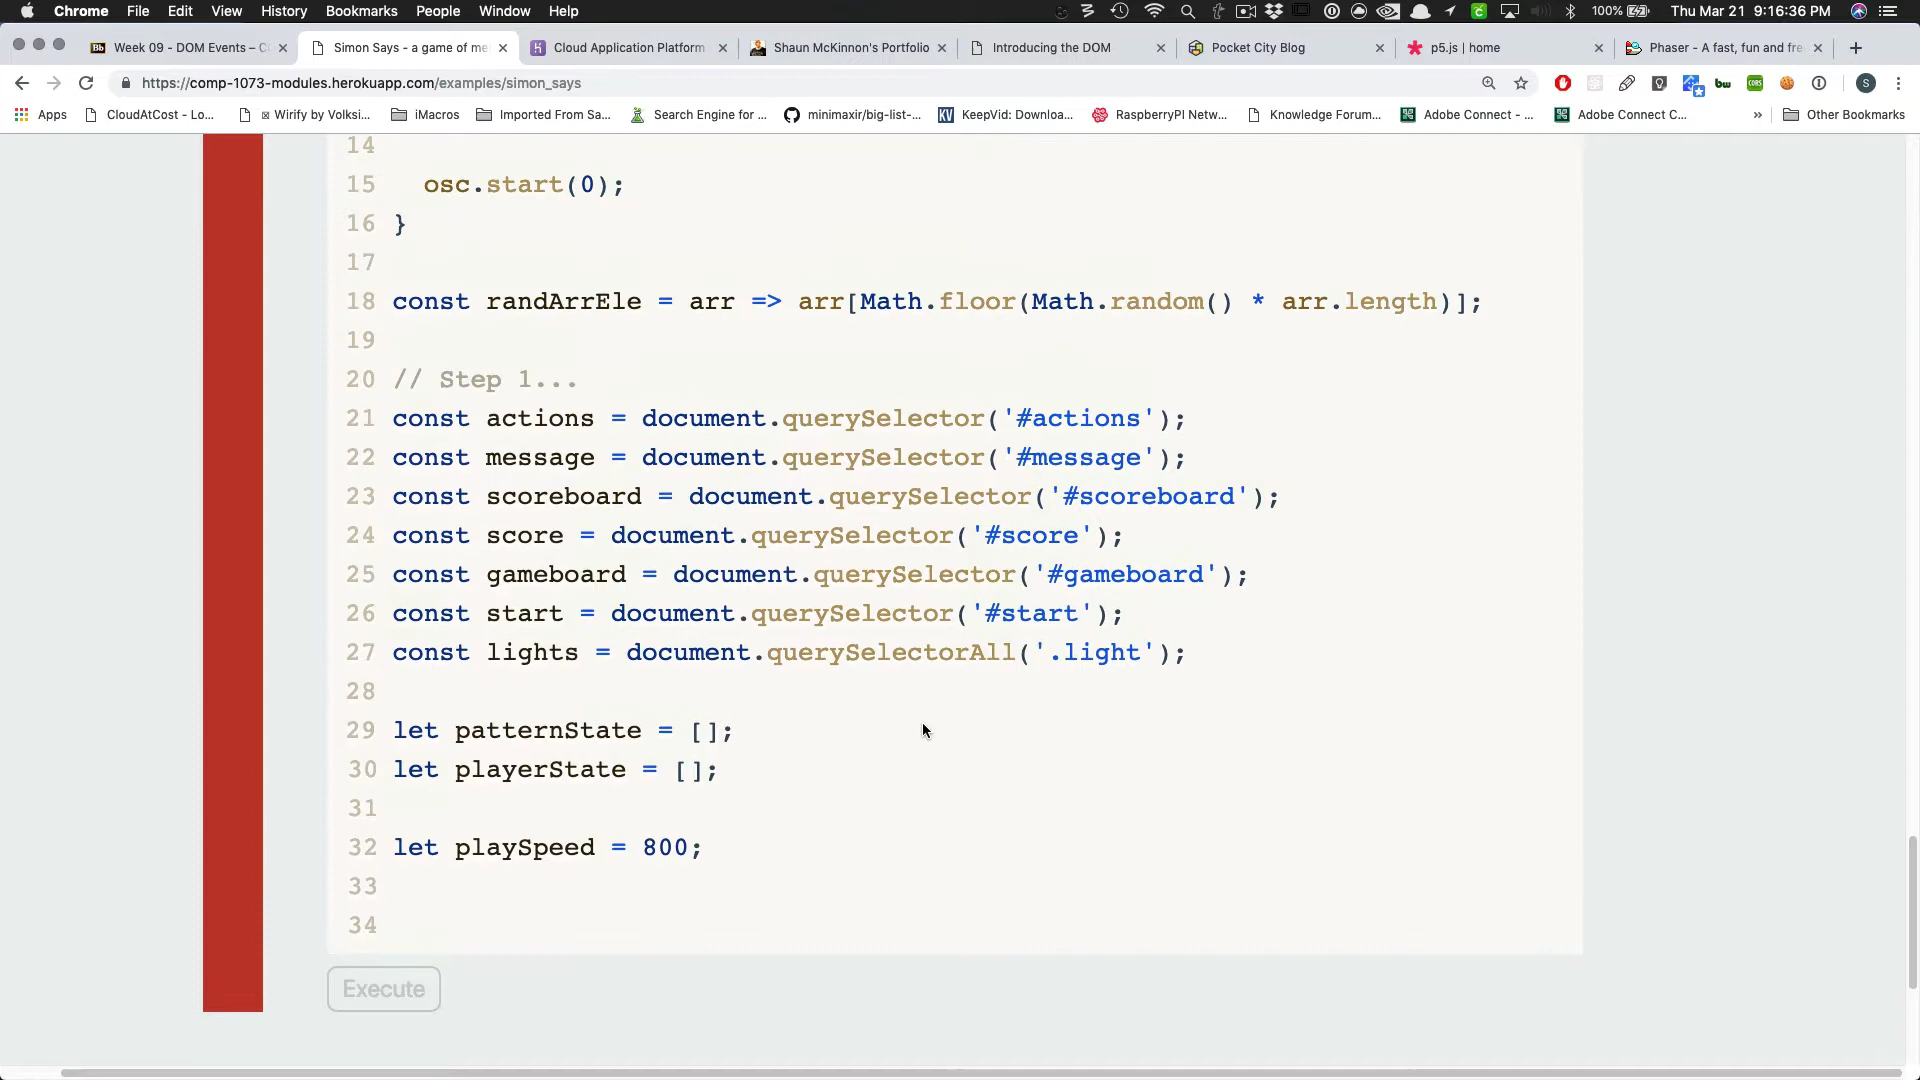 Chrome File Edit View History Bookmarks People Window Help 100% Thu Mar 21 9:16:36 PM
Week 09 - DOM Events – C Simon Says - a game of me Cloud Application Platform Shaun McKinnon's Portfolio Introducing the DOM Pocket City Blog p5.js | home Phaser - A fast, fun and fre
https://comp-1073-modules.herokuapp.com/examples/simon_says
Apps CloudAtCost - Lo... Wirify by Volksi... iMacros Imported From Sa... Search Engine for ... minimaxir/big-list-... KeepVid: Downloa... RaspberryPI Netw... Knowledge Forum... Adobe Connect - ... Adobe Connect C... » Other Bookmarks
14
15 osc.start(0);
16 }
17
18 const randArrEle = arr => arr[Math.floor(Math.random() * arr.length)];
19
20 // Step 1...
21 const actions = document.querySelector('#actions');
22 const message = document.querySelector('#message');
23 const scoreboard = document.querySelector('#scoreboard');
24 const score = document.querySelector('#score');
25 const gameboard = document.querySelector('#gameboard');
26 const start = document.querySelector('#start');
27 const lights = document.querySelectorAll('.light');
28
29 let patternState = [];
30 let playerState = [];
31
32 let playSpeed = 800;
33
34
Execute